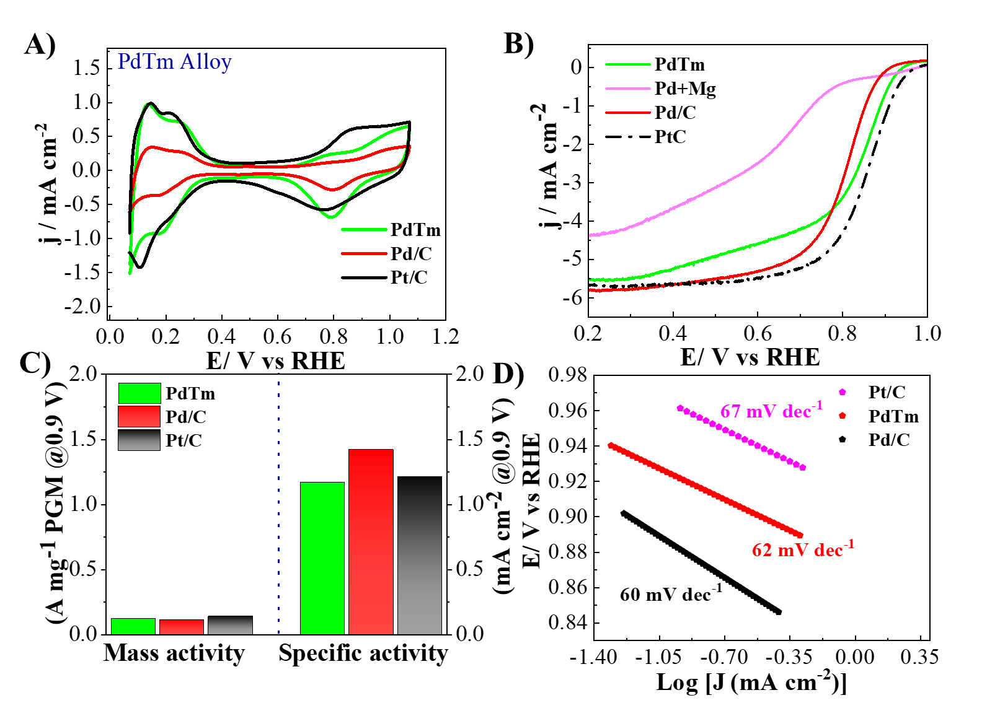 A)
PdTm Alloy
1.5
1.0
0.5
0.0
-0.5
-1.0
-1.5
-2.0
j / mA cm-2
PdTm
Pd/C
Pt/C
0.0 0.2 0.4 0.6 0.8 1.0 1.2
E/ V vs RHE
B)
0
-1
-2
-3
-4
-5
-6
j / mA cm-2
PdTm
Pd+Mg
Pd/C
PtC
0.2 0.4 0.6 0.8 1.0
E/ V vs RHE
C)
2.0
1.5
1.0
0.5
0.0
(A mg-1 PGM @0.9 V)
PdTm
Pd/C
Pt/C
2.0
1.5
1.0
0.5
0.0
(mA cm-2 @0.9 V)
Mass activity Specific activity
D)
0.98
0.96
0.94
0.92
0.90
0.88
0.86
0.84
E/ V vs RHE
Pt/C
PdTm
Pd/C
67 mV dec-1
62 mV dec-1
60 mV dec-1
-1.40 -1.05 -0.70 -0.35 0.00 0.35
Log [J (mA cm-2)]